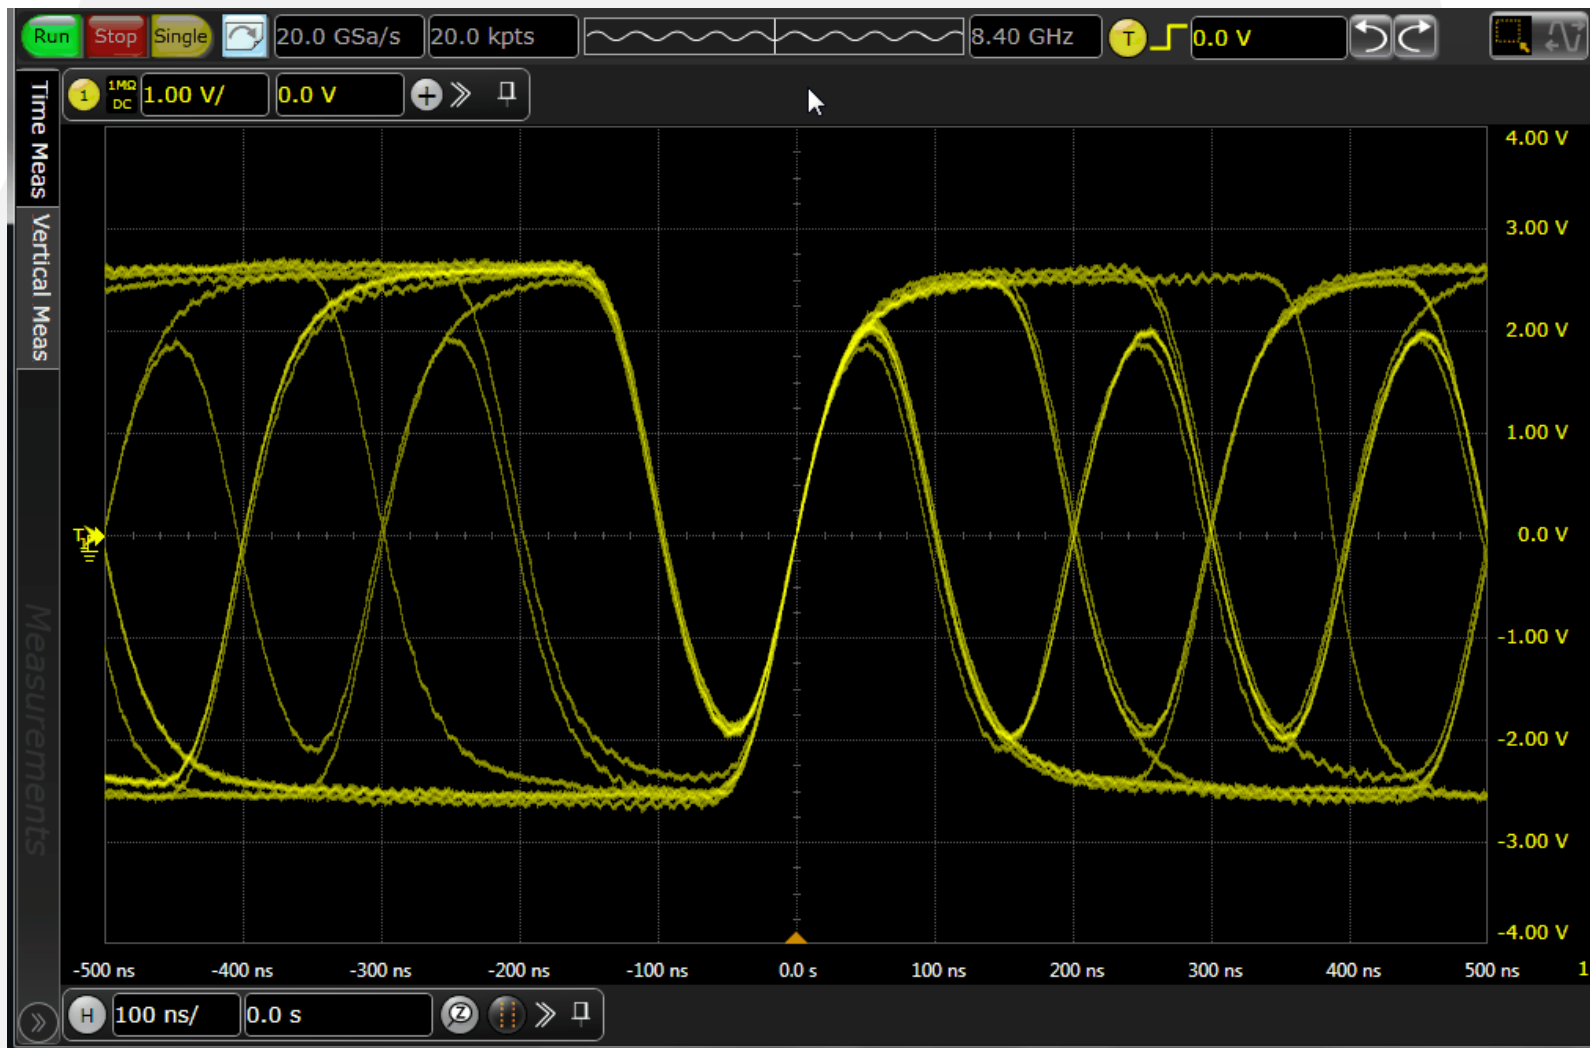 Run Stop Single 20.0 GSa/s 20.0 kpts 8.40 GHz T 0.0 V
1 1MΩ DC 1.00 V/ 0.0 V
Time Meas
Vertical Meas
Measurements
4.00 V
3.00 V
2.00 V
1.00 V
0.0 V
-1.00 V
-2.00 V
-3.00 V
-4.00 V
T
-500 ns -400 ns -300 ns -200 ns -100 ns 0.0 s 100 ns 200 ns 300 ns 400 ns 500 ns 1
H 100 ns/ 0.0 s Z